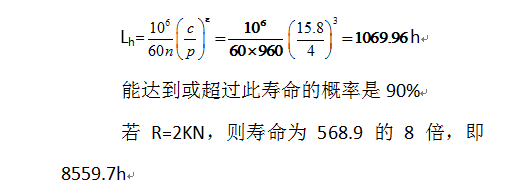 Lh=10⁶/60n (c/p)^ε = 10⁶/60×960 (15.8/4)³ =1069.96h
能达到或超过此寿命的概率是 90%
若 R=2KN，则寿命为 568.9 的 8 倍，即
8559.7h